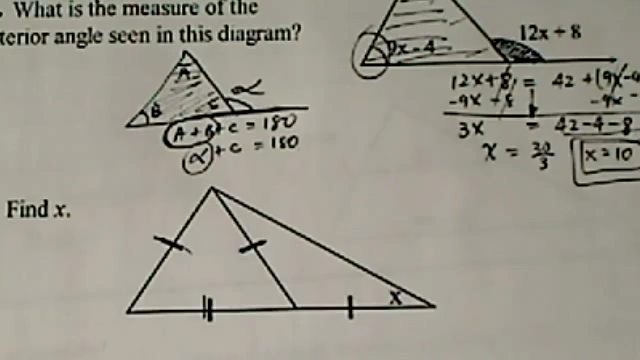 What is the measure of the
terior angle seen in this diagram?
A
B
C
α
A + B + C = 180
α + C = 180
9x - 4
12x + 8
12x + 8 = 42 + (9x - 4
-9x + 8
-9x -
3x = 42 - 4 - 8
x = 30/3
x = 10
Find x.
x